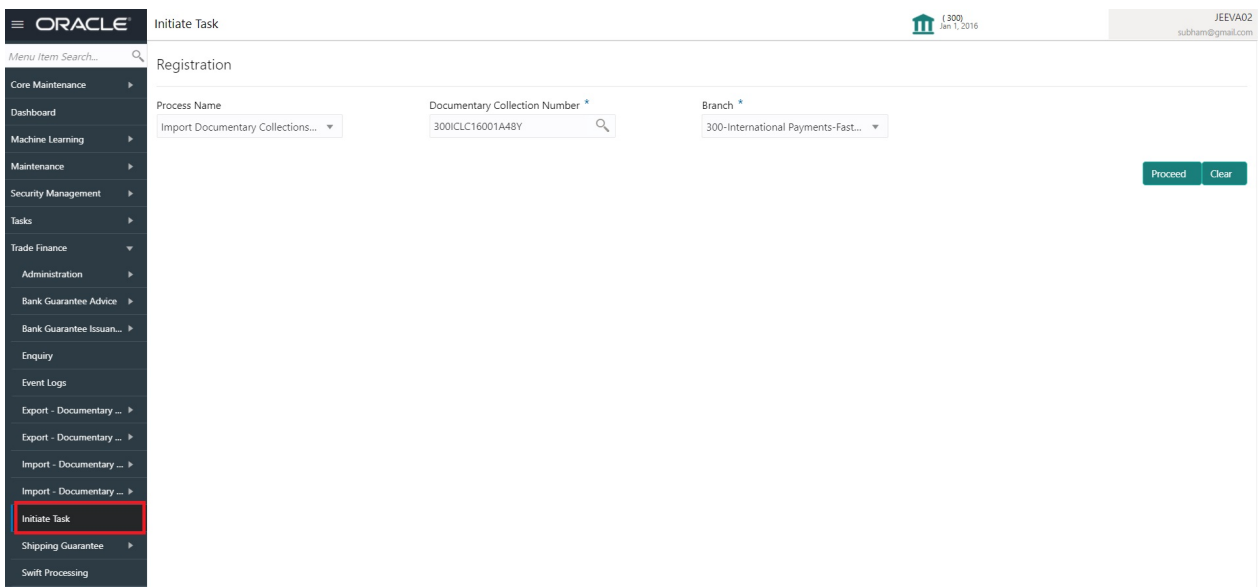 ORACLE
Initiate Task
(300)
Jan 1, 2016
JEEVA02
subham@gmail.com
Menu Item Search...
Core Maintenance
Dashboard
Machine Learning
Maintenance
Security Management
Tasks
Trade Finance
Administration
Bank Guarantee Advice
Bank Guarantee Issuan...
Enquiry
Event Logs
Export - Documentary ...
Export - Documentary ...
Import - Documentary ...
Import - Documentary ...
Initiate Task
Shipping Guarantee
Swift Processing
Registration
Process Name
Import Documentary Collections...
Documentary Collection Number *
300ICLC16001A48Y
Branch *
300-International Payments-Fast...
Proceed
Clear